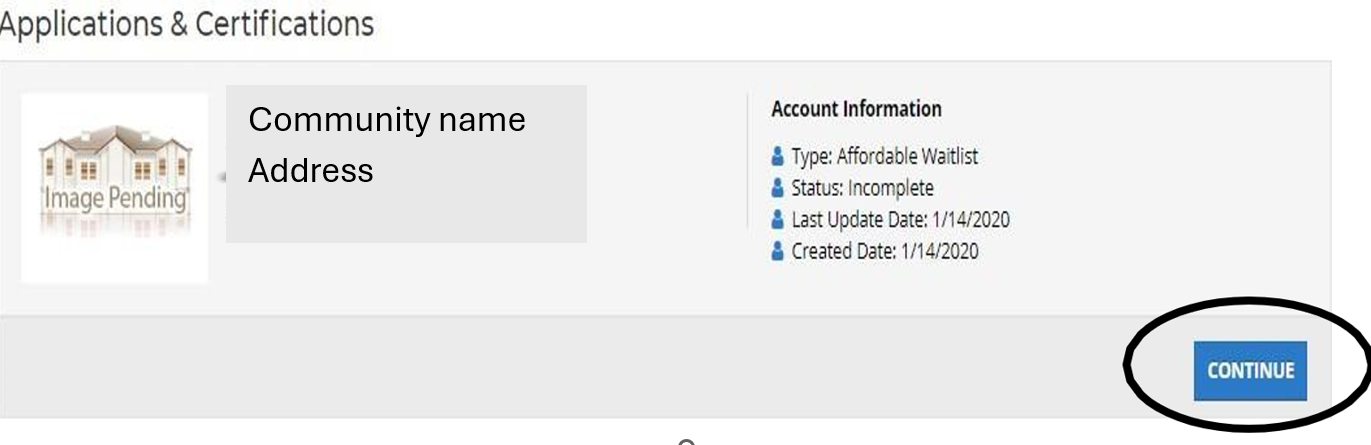 Applications & Certifications
Image Pending
Community name
Address
Account Information
Type: Affordable Waitlist
Status: Incomplete
Last Update Date: 1/14/2020
Created Date: 1/14/2020
CONTINUE